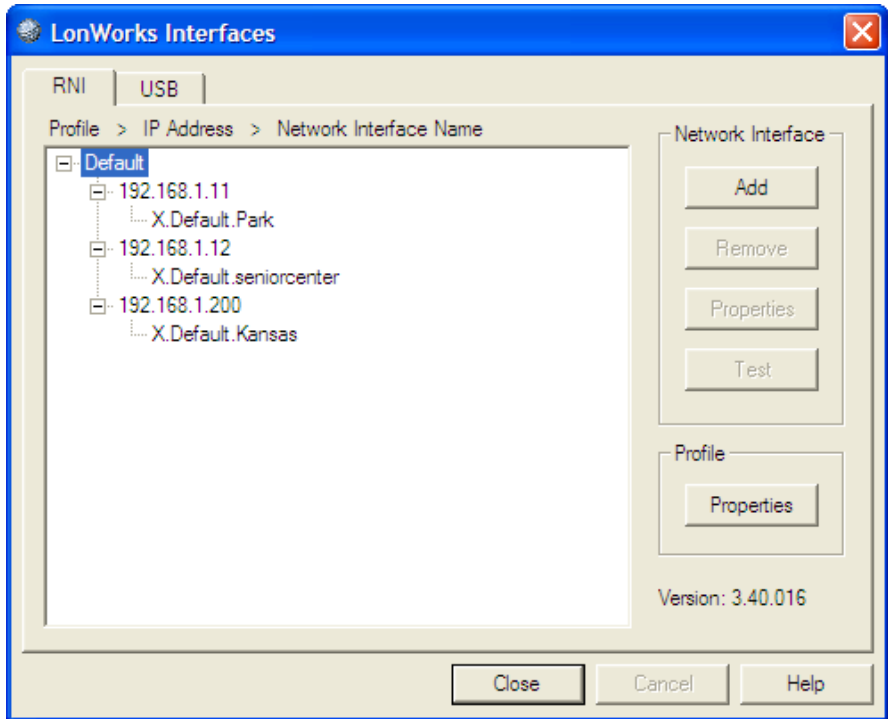 LonWorks Interfaces
RNI USB
Profile > IP Address > Network Interface Name
Default
192.168.1.11
X.Default.Park
192.168.1.12
X.Default.seniorcenter
192.168.1.200
X.Default.Kansas
Network Interface
Add
Remove
Properties
Test
Profile
Properties
Version: 3.40.016
Close Cancel Help